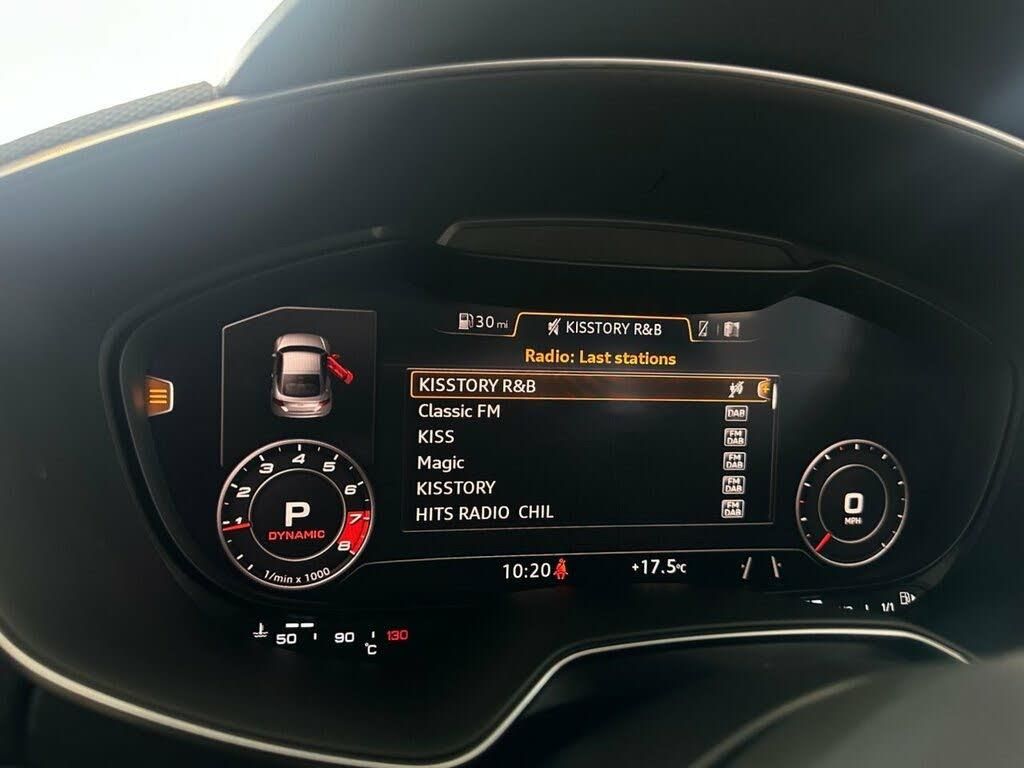 30 mi
KISSTORY R&B
Radio: Last stations
KISSTORY R&B
Classic FM
DAB
KISS
FM DAB
Magic
FM DAB
KISSTORY
FM DAB
HITS RADIO CHIL
FM DAB
1 2 3 4 5 6 7 8
P
DYNAMIC
1/min x 1000
0
MPH
10:20
+17.5°C
50 90 130
°C
1/1